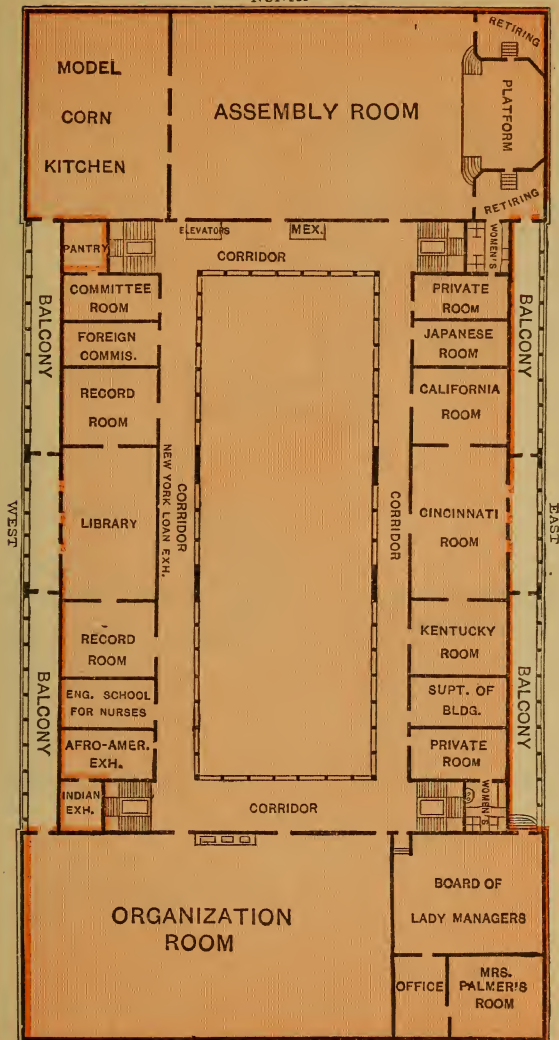 MODEL
CORN
KITCHEN
ASSEMBLY ROOM
RETIRING
PLATFORM
RETIRING
PANTRY
ELEVATORS
MEX.
WOMEN'S
CORRIDOR
BALCONY
COMMITTEE
ROOM
FOREIGN
COMMIS.
RECORD
ROOM
PRIVATE
ROOM
JAPANESE
ROOM
CALIFORNIA
ROOM
BALCONY
WEST
LIBRARY
NEW YORK LOAN EXH.
CORRIDOR
CORRIDOR
CINCINNATI
ROOM
EAST
BALCONY
RECORD
ROOM
ENG. SCHOOL
FOR NURSES
AFRO-AMER.
EXH.
INDIAN
EXH.
KENTUCKY
ROOM
SUPT. OF
BLDG.
PRIVATE
ROOM
WOMEN'S
BALCONY
CORRIDOR
ORGANIZATION
ROOM
BOARD OF
LADY MANAGERS
OFFICE
MRS.
PALMER'S
ROOM